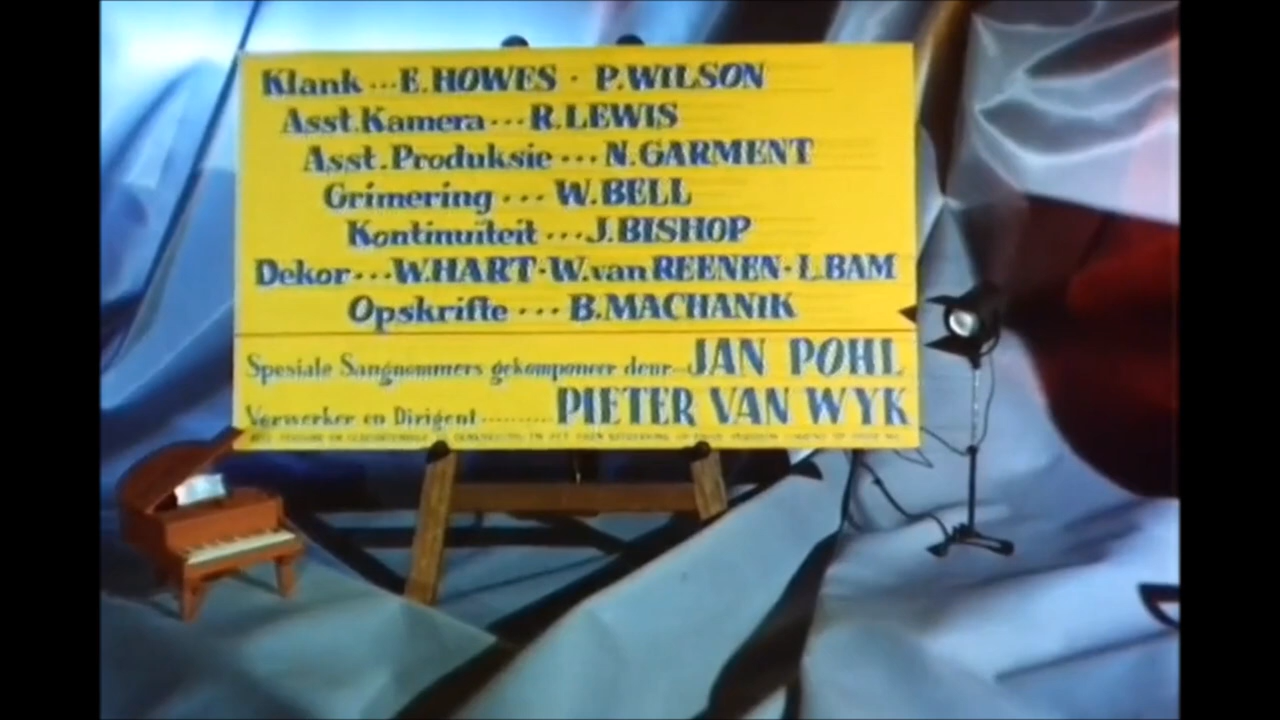 Klank...E. HOWES · P. WILSON
Asst. Kamera...R. LEWIS
Asst. Produksie...N. GARMENT
Grimering...W. BELL
Kontinuiteit...J. BISHOP
Dekor...W. HART · W. van REENEN · L. BAM
Opskrifte...B. MACHANIK
Spesiale Sangnommers gekomponeer deur JAN POHL
Verwerker en Dirigent.........PIETER VAN WYK